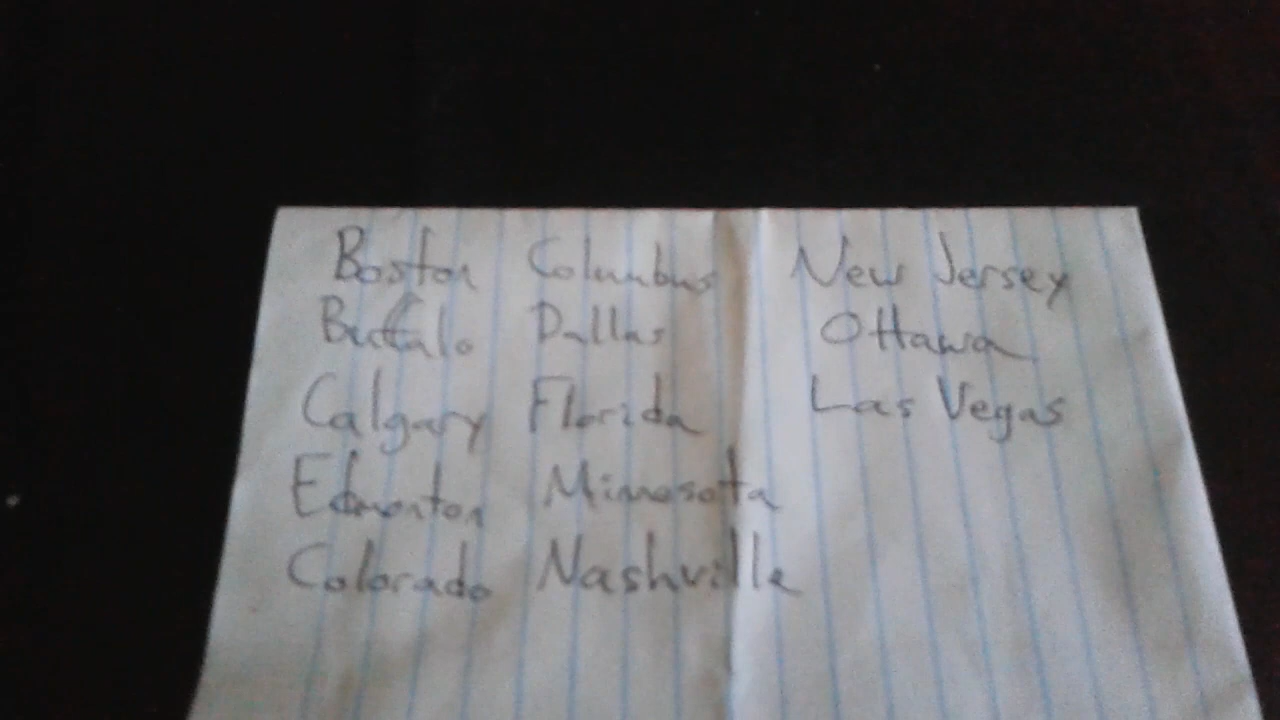 Boston Columbus New Jersey
Buffalo Dallas Ottawa
Calgary Florida Las Vegas
Edmonton Minnesota
Colorado Nashville